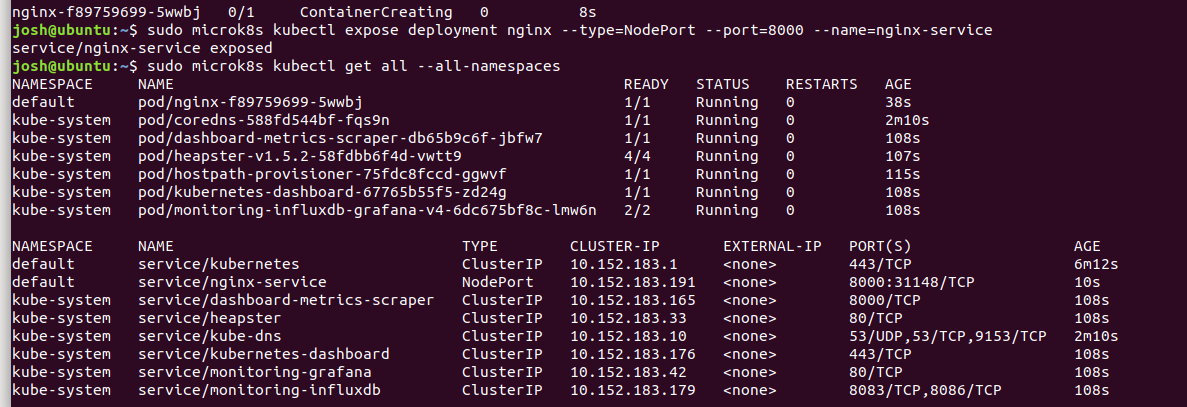 nginx-f89759699-5wwbj   0/1     ContainerCreating   0          8s
josh@ubuntu:~$ sudo microk8s kubectl expose deployment nginx --type=NodePort --port=8000 --name=nginx-service
service/nginx-service exposed
josh@ubuntu:~$ sudo microk8s kubectl get all --all-namespaces
NAMESPACE     NAME                                                  READY   STATUS    RESTARTS   AGE
default       pod/nginx-f89759699-5wwbj                             1/1     Running   0          38s
kube-system   pod/coredns-588fd544bf-fqs9n                          1/1     Running   0          2m10s
kube-system   pod/dashboard-metrics-scraper-db65b9c6f-jbfw7         1/1     Running   0          108s
kube-system   pod/heapster-v1.5.2-58fdbb6f4d-vwtt9                  4/4     Running   0          107s
kube-system   pod/hostpath-provisioner-75fdc8fccd-ggwvf             1/1     Running   0          115s
kube-system   pod/kubernetes-dashboard-67765b55f5-zd24g             1/1     Running   0          108s
kube-system   pod/monitoring-influxdb-grafana-v4-6dc675bf8c-lmw6n   2/2     Running   0          108s
NAMESPACE     NAME                                TYPE        CLUSTER-IP       EXTERNAL-IP   PORT(S)                  AGE
default       service/kubernetes                  ClusterIP   10.152.183.1     <none>        443/TCP                  6m12s
default       service/nginx-service               NodePort    10.152.183.191   <none>        8000:31148/TCP           10s
kube-system   service/dashboard-metrics-scraper   ClusterIP   10.152.183.165   <none>        8000/TCP                 108s
kube-system   service/heapster                    ClusterIP   10.152.183.33    <none>        80/TCP                   108s
kube-system   service/kube-dns                    ClusterIP   10.152.183.10    <none>        53/UDP,53/TCP,9153/TCP   2m10s
kube-system   service/kubernetes-dashboard        ClusterIP   10.152.183.176   <none>        443/TCP                  108s
kube-system   service/monitoring-grafana          ClusterIP   10.152.183.42    <none>        80/TCP                   108s
kube-system   service/monitoring-influxdb         ClusterIP   10.152.183.179   <none>        8083/TCP,8086/TCP        108s